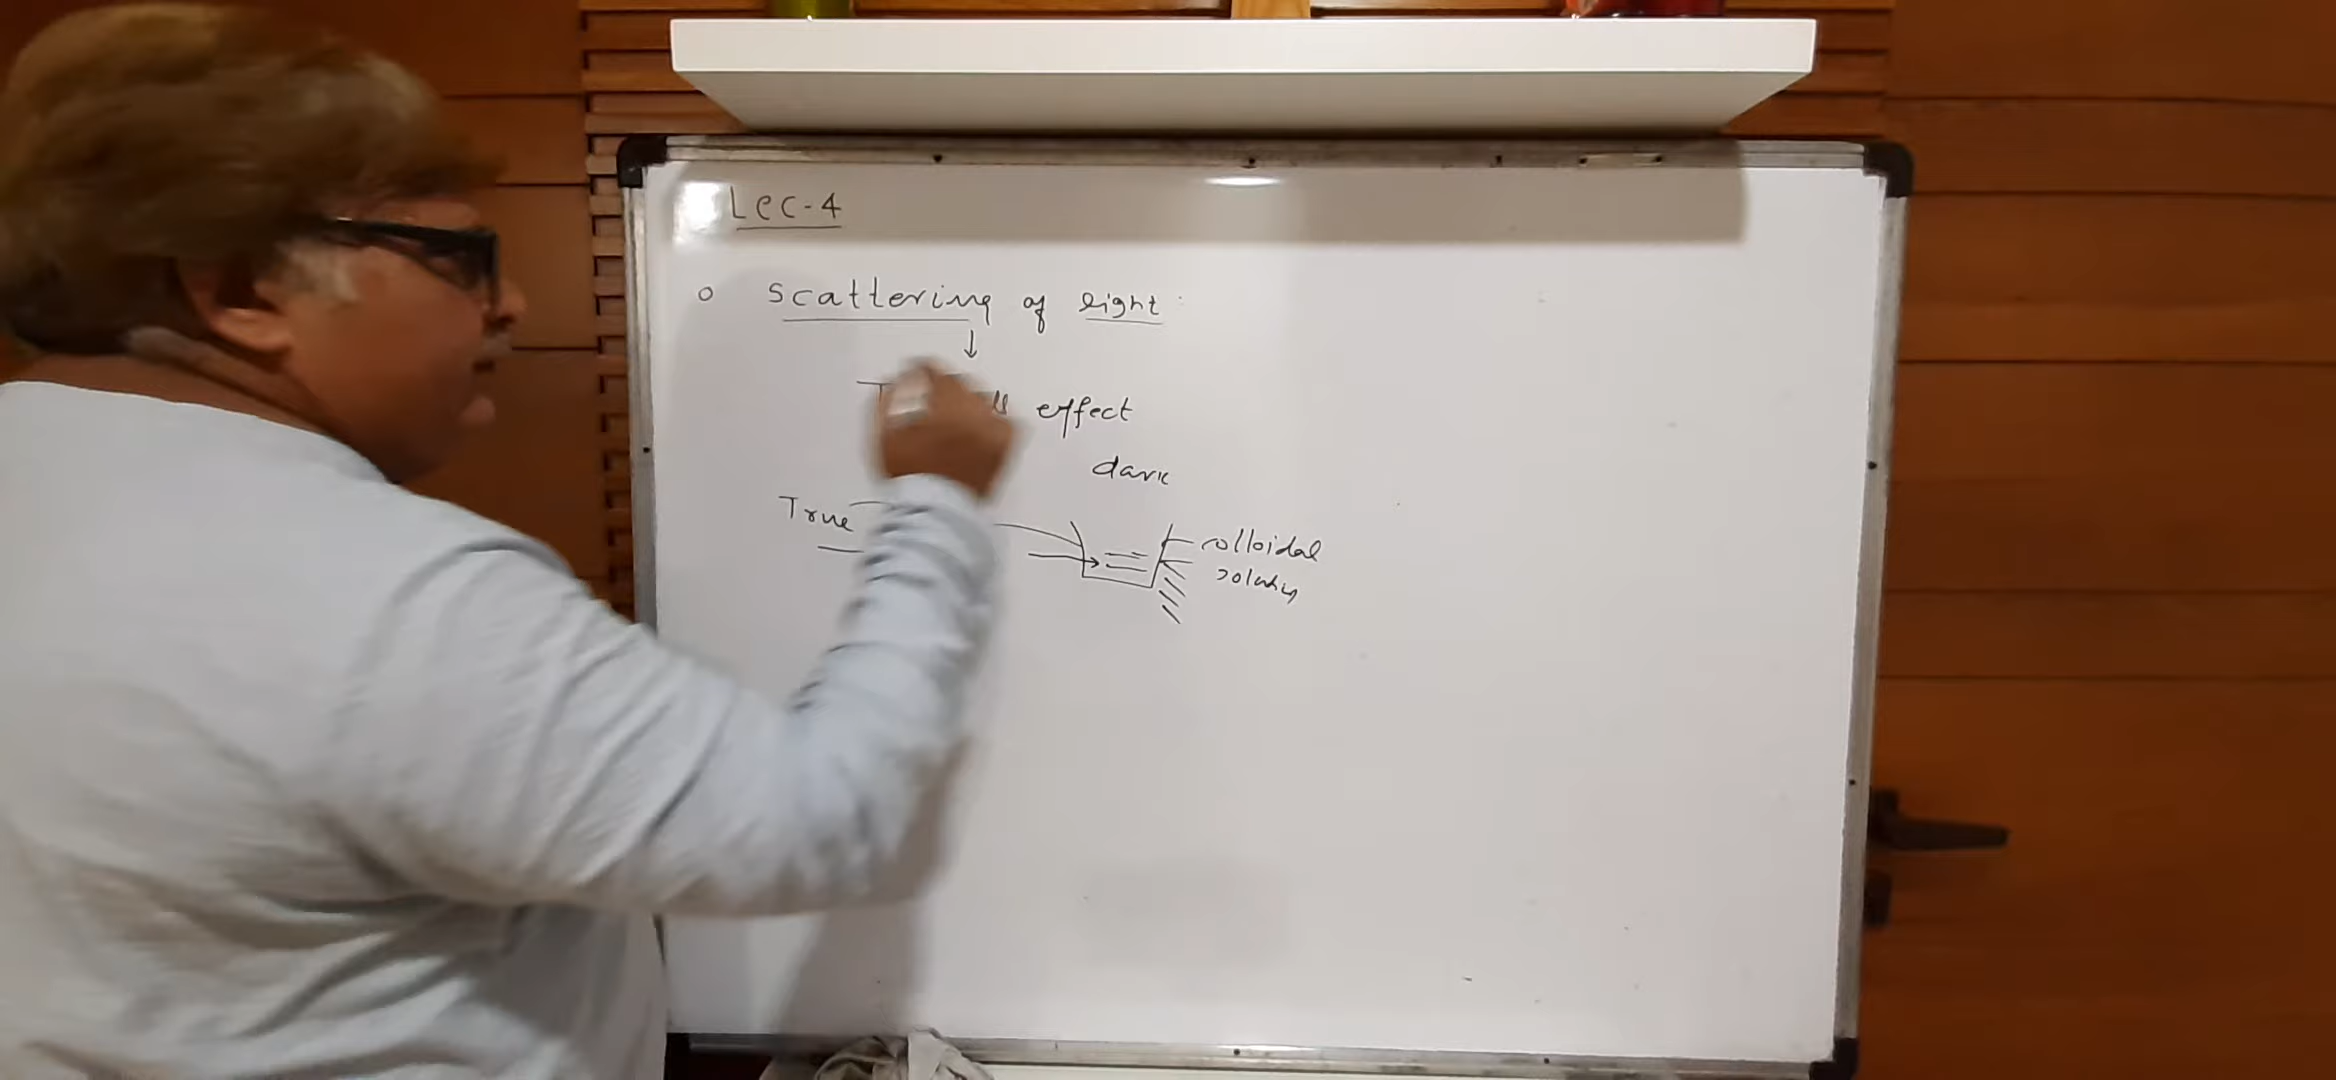 Lec-4
o scattering of light:
effect
dark
True
colloidal
solution